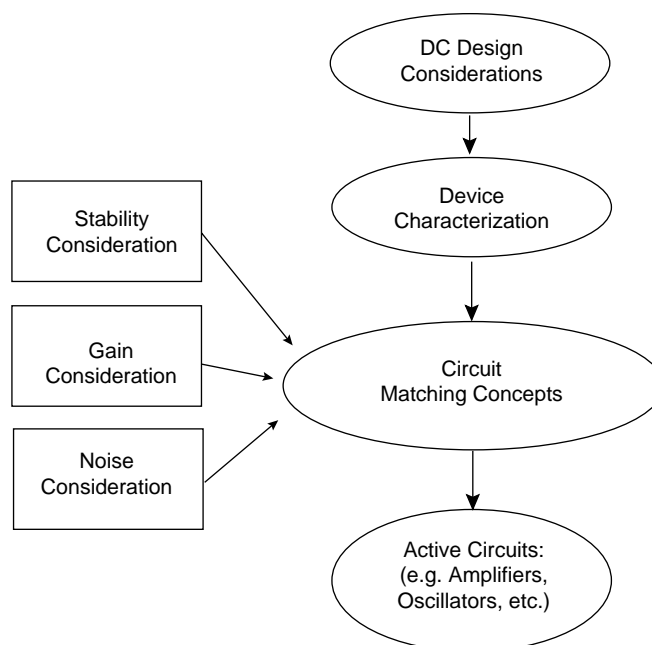 DC Design
Considerations
Device
Characterization
Stability
Consideration
Gain
Consideration
Circuit
Matching Concepts
Noise
Consideration
Active Circuits:
(e.g. Amplifiers,
Oscillators, etc.)